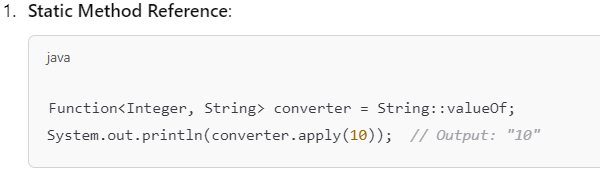 1. Static Method Reference:
java
Function<Integer, String> converter = String::valueOf;
System.out.println(converter.apply(10));  // Output: "10"